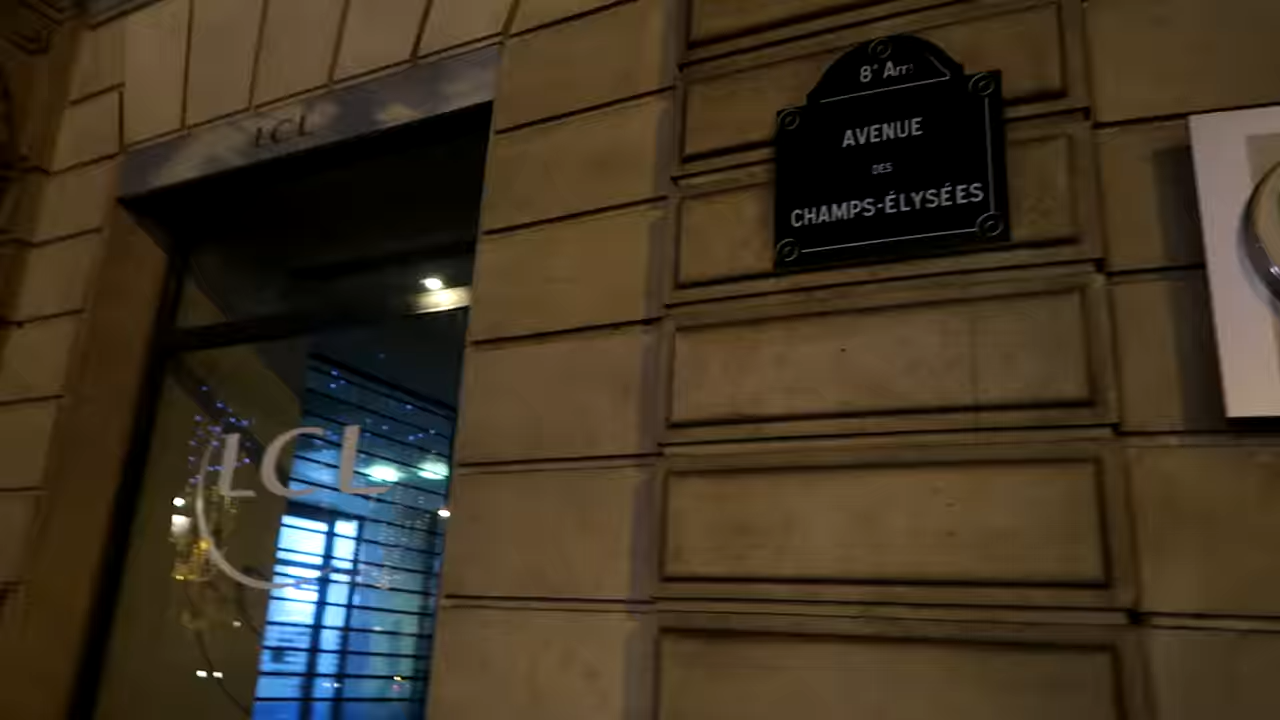 LCL
LCL
8e Arrt
AVENUE
DES
CHAMPS-ÉLYSÉES